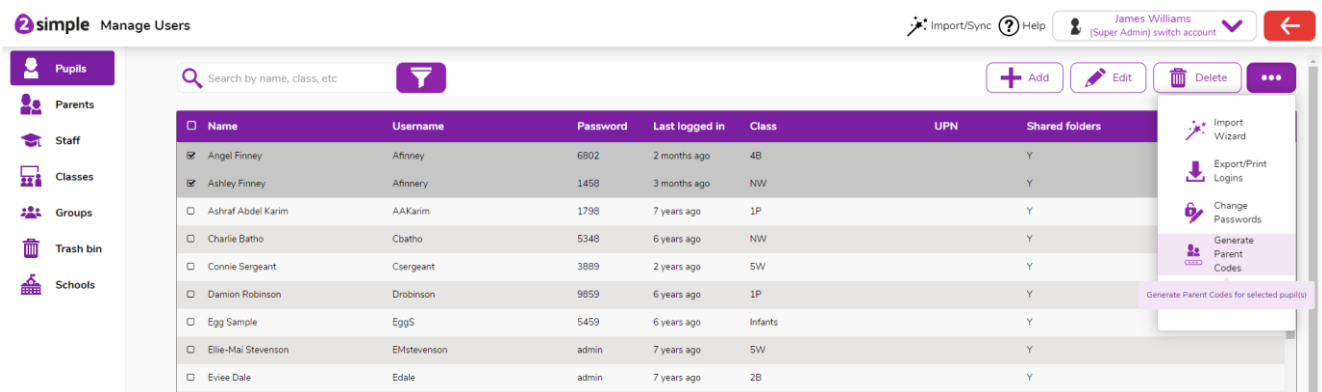 2simple Manage Users
Import/Sync
? Help
James Williams
(Super Admin) switch account
Pupils
Parents
Staff
Classes
Groups
Trash bin
Schools
Search by name, class, etc
Add
Edit
Delete
Name Username Password Last logged in Class UPN Shared folders
Angel Finney Afinney 6802 2 months ago 4B Y
Ashley Finney Afinnery 1458 3 months ago NW Y
Ashraf Abdel Karim AAKarim 1798 7 years ago 1P Y
Charlie Batho Cbatho 5348 6 years ago NW Y
Connie Sergeant Csergeant 3889 2 years ago 5W Y
Damion Robinson Drobinson 9859 6 years ago 1P Y
Egg Sample EggS 5459 6 years ago Infants Y
Ellie-Mai Stevenson EMstevenson admin 7 years ago 5W Y
Eviee Dale Edale admin 7 years ago 2B Y
Import
Wizard
Export/Print
Logins
Change
Passwords
Generate
Parent
Codes
Generate Parent Codes for selected pupil(s)